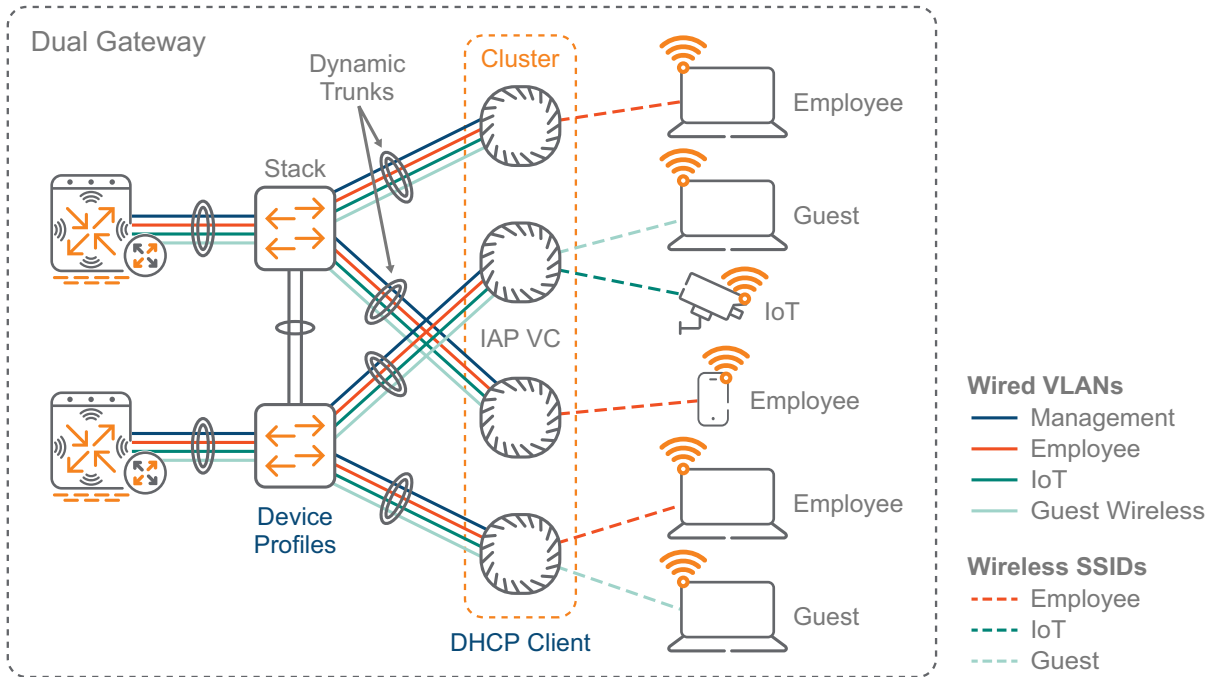 Dual Gateway
Dynamic
Trunks
Cluster
Employee
Stack
Guest
IoT
IAP VC
Employee
Employee
Device
Profiles
Guest
DHCP Client
Wired VLANs
Management
Employee
IoT
Guest Wireless
Wireless SSIDs
Employee
IoT
Guest